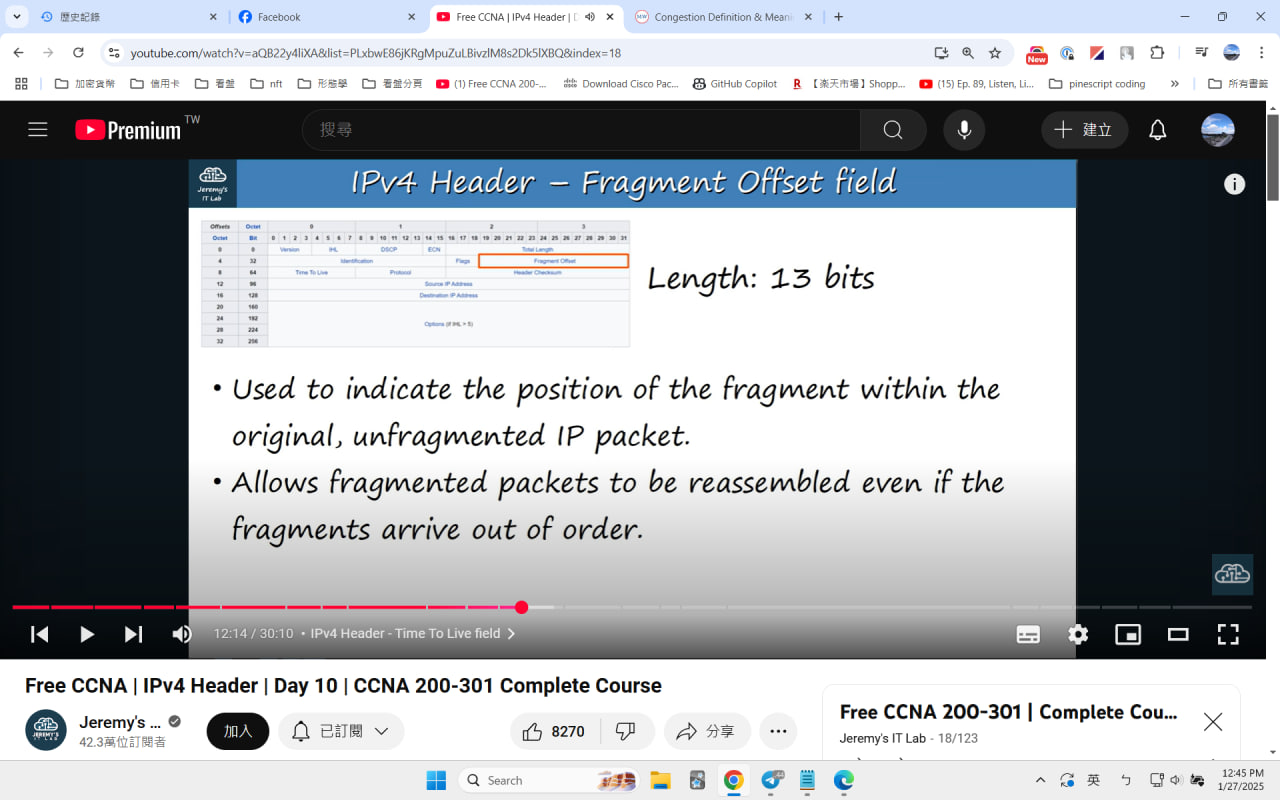 歷史記錄
Facebook
Free CCNA | IPv4 Header | D
Congestion Definition & Meani
youtube.com/watch?v=aQB22y4liXA&list=PLxbwE86jKRgMpuZuLBivzlM8s2Dk5lXBQ&index=18
New
加密貨幣
信用卡
看盤
nft
形態學
看盤分頁
(1) Free CCNA 200-...
Download Cisco Pac...
GitHub Copilot
【楽天市場】Shopp...
(15) Ep. 89, Listen, Li...
pinescript coding
所有書籤
Premium TW
搜尋
建立
Jeremy's
IT Lab
IPv4 Header – Fragment Offset field
Offsets Octet 0 1 2 3
Octet Bit 0 1 2 3 4 5 6 7 8 9 10 11 12 13 14 15 16 17 18 19 20 21 22 23 24 25 26 27 28 29 30 31
0 0 Version IHL DSCP ECN Total Length
4 32 Identification Flags Fragment Offset
8 64 Time To Live Protocol Header Checksum
12 96 Source IP Address
16 128 Destination IP Address
20 160
24 192
Options (if IHL > 5)
28 224
32 256
Length: 13 bits
• Used to indicate the position of the fragment within the
original, unfragmented IP packet.
• Allows fragmented packets to be reassembled even if the
fragments arrive out of order.
12:14 / 30:10 • IPv4 Header - Time To Live field
Free CCNA | IPv4 Header | Day 10 | CCNA 200-301 Complete Course
JEREMY'S
IT LAB
Jeremy's ...
42.3萬位訂閱者
加入
已訂閱
8270
分享
Free CCNA 200-301 | Complete Cou...
Jeremy's IT Lab - 18/123
Search
英
12:45 PM
1/27/2025